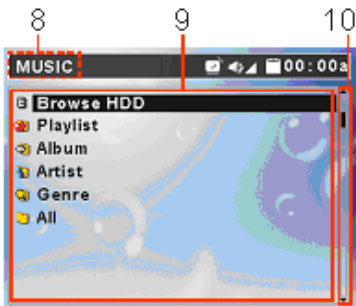 8 9 10
MUSIC 00:00a
Browse HDD
Playlist
Album
Artist
Genre
All